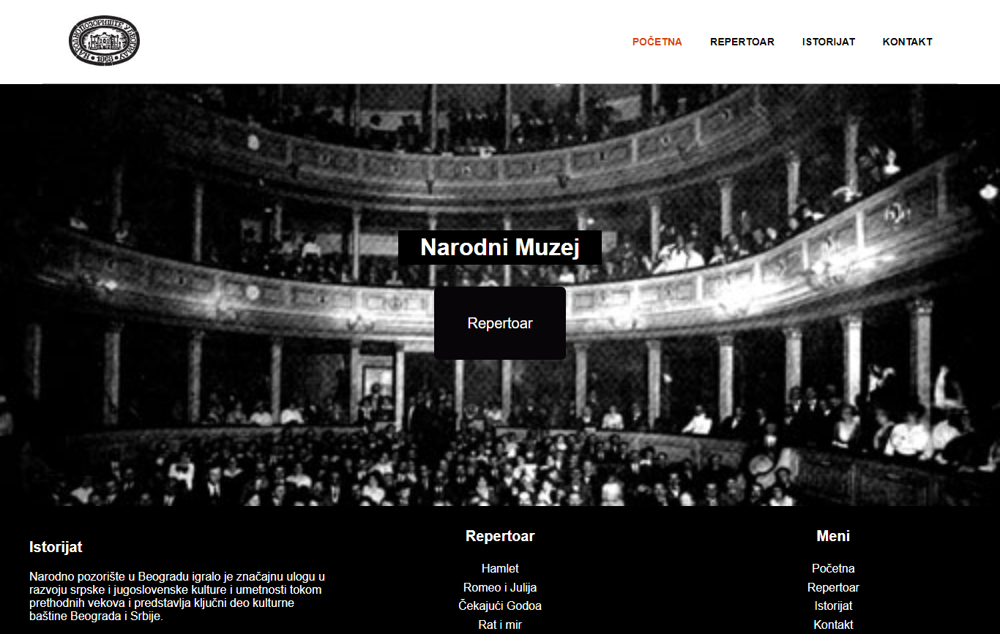 НАРОДНО ПОЗОРИШТЕ У БЕОГРАДУ
1868
POČETNA
REPERTOAR
ISTORIJAT
KONTAKT
Narodni Muzej
Repertoar
Istorijat
Narodno pozorište u Beogradu igralo je značajnu ulogu u
razvoju srpske i jugoslovenske kulture i umetnosti tokom
prethodnih vekova i predstavlja ključni deo kulturne
baštine Beograda i Srbije.
Repertoar
Hamlet
Romeo i Julija
Čekajući Godoa
Rat i mir
Meni
Početna
Repertoar
Istorijat
Kontakt